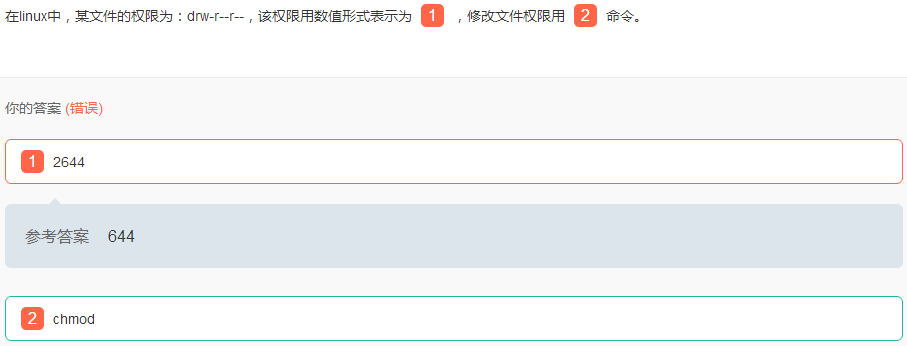 在linux中，某文件的权限为：drw-r--r--，该权限用数值形式表示为 1 ，修改文件权限用 2 命令。
你的答案 (错误)
1 2644
参考答案 644
2 chmod